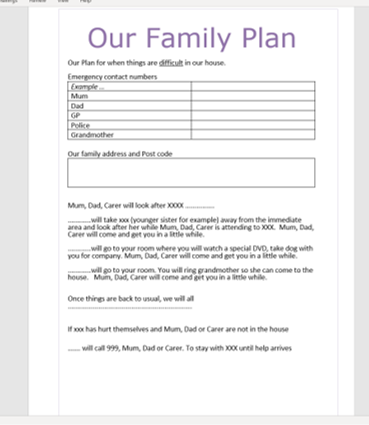 Our Family Plan
Our Plan for when things are difficult in our house.
Emergency contact numbers
Example ...
Mum
Dad
GP
Police
Grandmother
Our family address and Post code
Mum, Dad, Carer will look after XXXX ...............
............will take xxx (younger sister for example) away from the immediate
area and look after her while Mum, Dad, Carer is attending to XXX. Mum, Dad,
Carer will come and get you in a little while.
............will go to your room where you will watch a special DVD, take dog with
you for company. Mum, Dad, Carer will come and get you in a little while.
............will go to your room. You will ring grandmother so she can come to the
house. Mum, Dad, Carer will come and get you in a little while.
Once things are back to usual, we will all
................................................................
If xxx has hurt themselves and Mum, Dad or Carer are not in the house
...... will call 999, Mum, Dad or Carer. To stay with XXX until help arrives